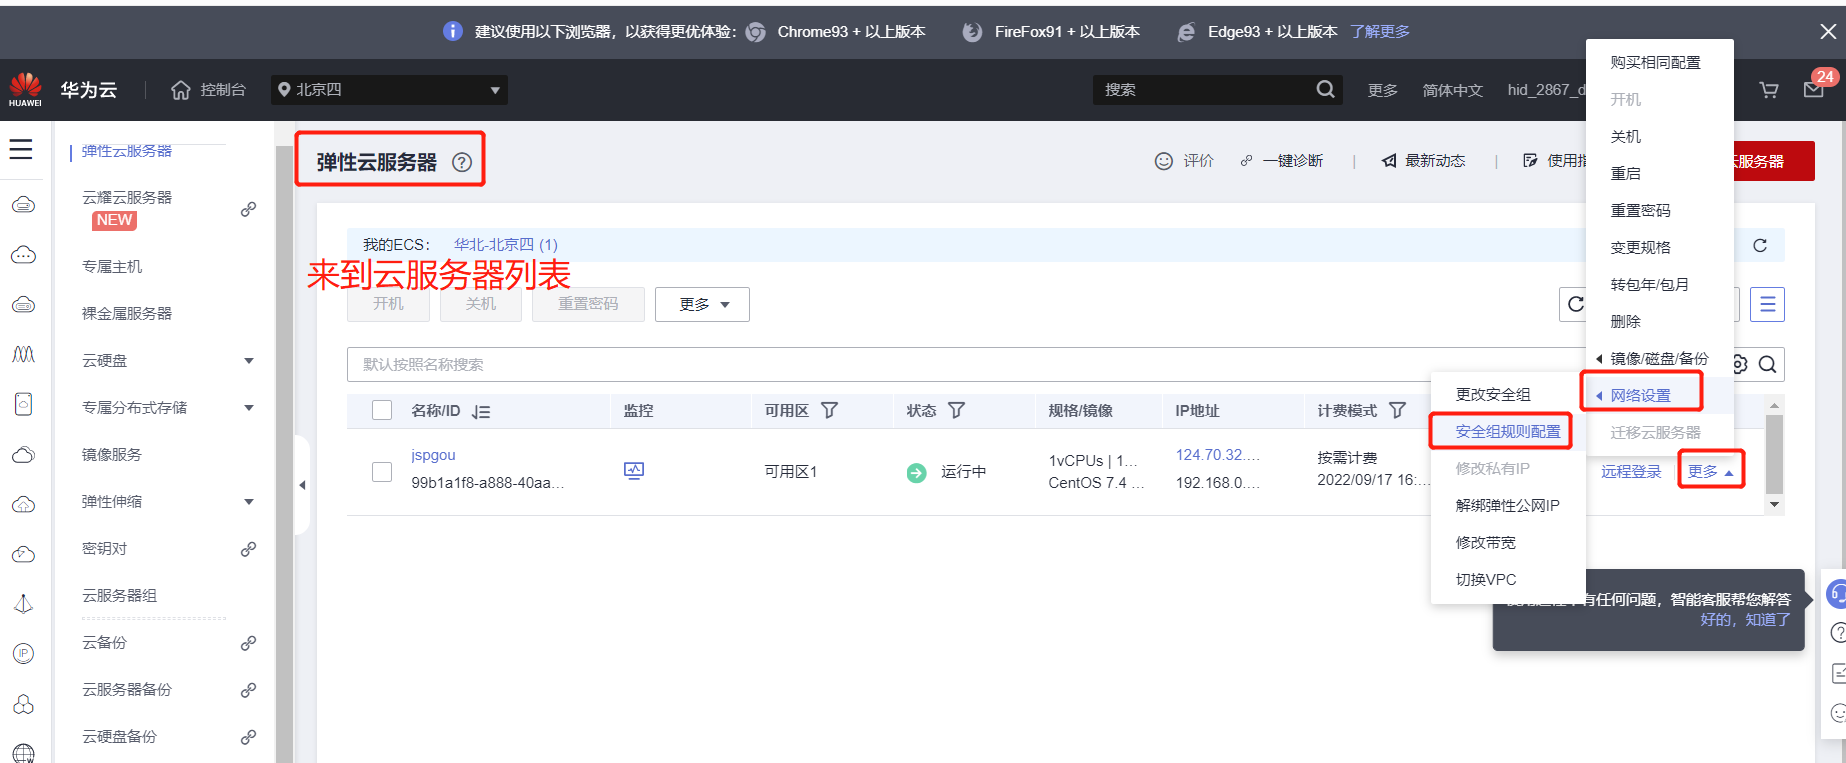 建议使用以下浏览器，以获得更优体验： Chrome93 + 以上版本 FireFox91 + 以上版本 Edge93 + 以上版本 了解更多
HUAWEI 华为云 控制台 北京四 搜索 更多 简体中文 hid_2867_d 24
弹性云服务器
云耀云服务器
NEW
专属主机
裸金属服务器
云硬盘
专属分布式存储
镜像服务
弹性伸缩
密钥对
云服务器组
云备份
云服务器备份
云硬盘备份
IP
弹性云服务器 ?
评价 一键诊断 最新动态 使用指 云服务器
我的ECS： 华北-北京四 (1)
来到云服务器列表
开机 关机 重置密码 更多
默认按照名称搜索
名称/ID 监控 可用区 状态 规格/镜像 IP地址 计费模式
jspgou
99b1a1f8-a888-40aa...
可用区1
运行中
1vCPUs | 1...
CentOS 7.4 ...
124.70.32....
192.168.0....
按需计费
2022/09/17 16:...
远程登录 更多
购买相同配置
开机
关机
重启
重置密码
变更规格
转包年/包月
删除
镜像/磁盘/备份
网络设置
迁移云服务器
更改安全组
安全组规则配置
修改私有IP
解绑弹性公网IP
修改带宽
切换VPC
有任何问题，智能客服帮您解答
好的，知道了